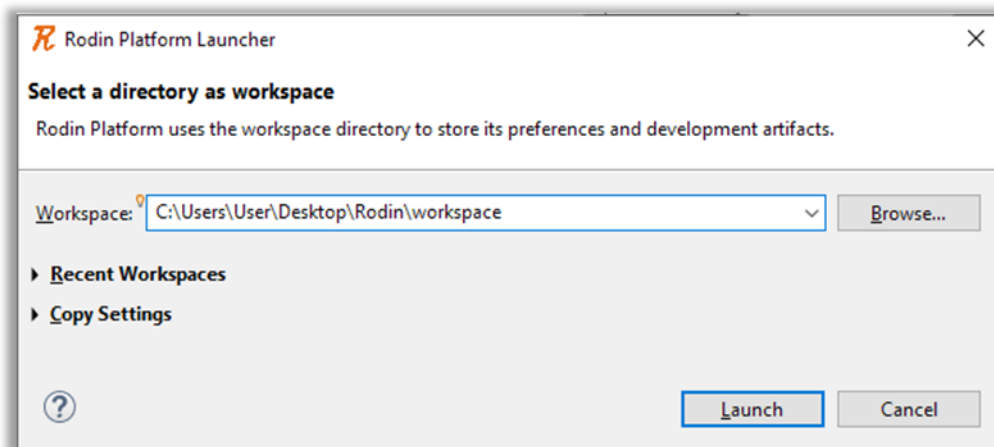 Rodin Platform Launcher
Select a directory as workspace
Rodin Platform uses the workspace directory to store its preferences and development artifacts.
Workspace: C:\Users\User\Desktop\Rodin\workspace Browse...
Recent Workspaces
Copy Settings
? Launch Cancel